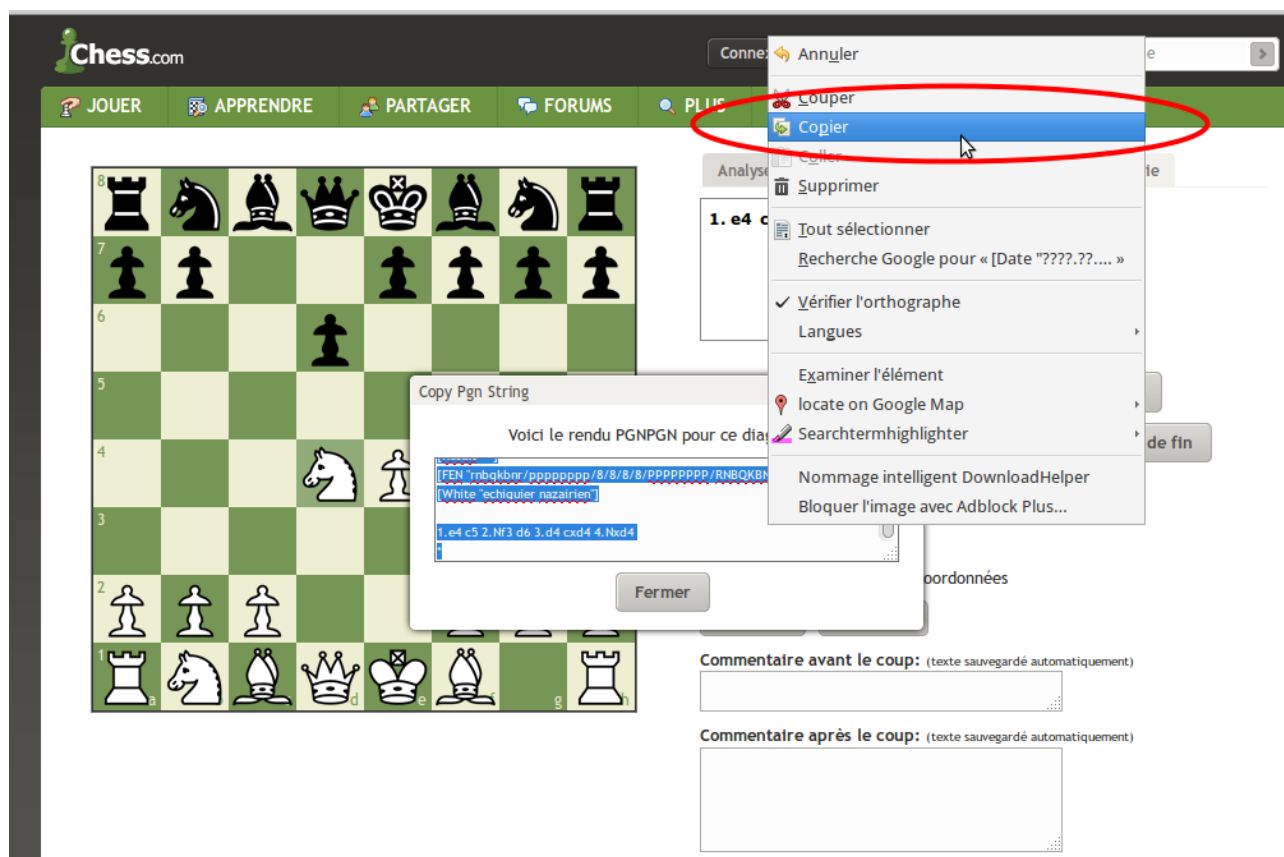 Chess.com
Conne
e
JOUER APPRENDRE PARTAGER FORUMS PLUS
Annuler
Couper
Copier
Coller
Supprimer
Tout sélectionner
Recherche Google pour « [Date "????.??.... »
Vérifier l'orthographe
Langues
Examiner l'élément
locate on Google Map
Searchtermhighlighter
Nommage intelligent DownloadHelper
Bloquer l'image avec Adblock Plus...
Analyse
ie
1. e4 c
de fin
8
7
6
5
4
3
2
1
a d e f g h
Copy Pgn String
Voici le rendu PGNPGN pour ce diag
[FEN "rnbqkbnr/pppppppp/8/8/8/8/PPPPPPPP/RNBQKBN
[White "echiquier nazairien"]
1.e4 c5 2.Nf3 d6 3.d4 cxd4 4.Nxd4
*
Fermer
oordonnées
Commentaire avant le coup: (texte sauvegardé automatiquement)
Commentaire après le coup: (texte sauvegardé automatiquement)